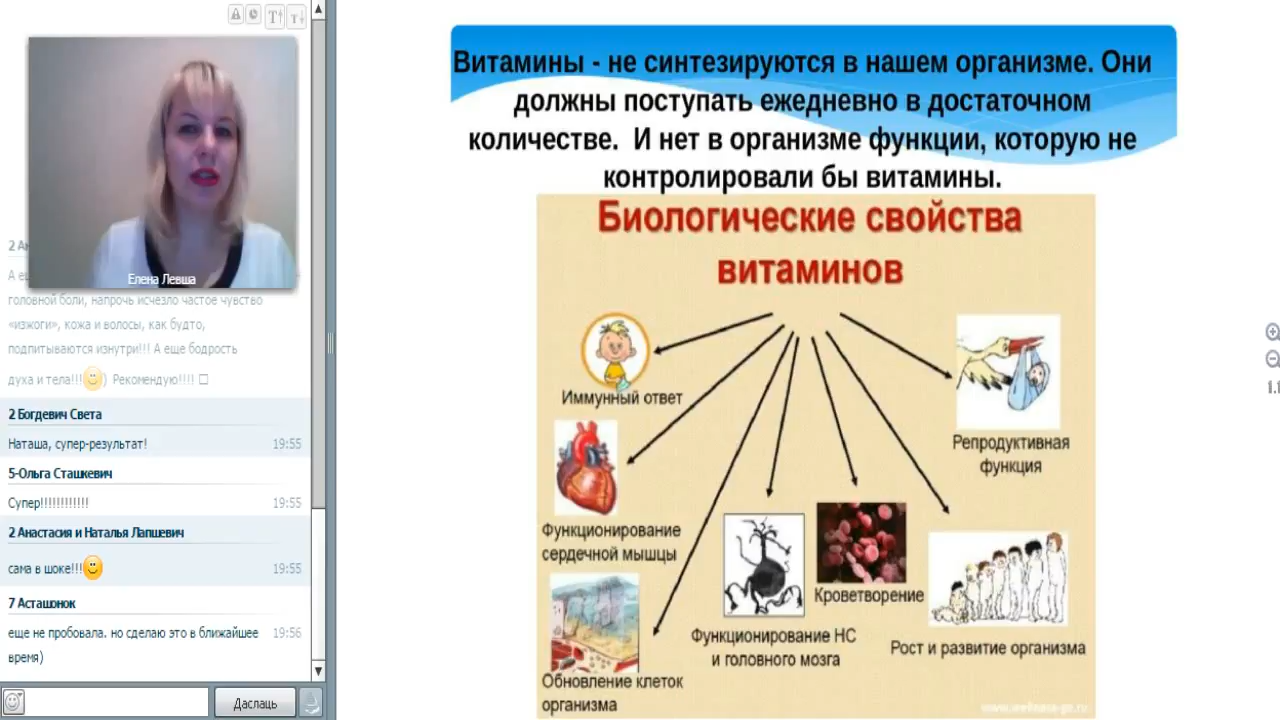 Елена Левша
2
головной боли, напрочь исчезло частое чувство
«изжоги», кожа и волосы, как будто,
подпитываются изнутри!!! А еще бодрость
духа и тела!!! ) Рекомендую!!!!
2 Богдевич Света
Наташа, супер-результат! 19:55
5-Ольга Сташкевич
Супер!!!!!!!!!!!! 19:55
2 Анастасия и Наталья Лапшевич
сама в шоке!!! 19:55
7 Асташонок
еще не пробовала. но сделаю это в ближайшее 19:56
время)
Даслаць
Витамины - не синтезируются в нашем организме. Они
должны поступать ежедневно в достаточном
количестве. И нет в организме функции, которую не
контролировали бы витамины.
Биологические свойства
витаминов
Иммунный ответ
Функционирование
сердечной мышцы
Обновление клеток
организма
Функционирование НС
и головного мозга
Кроветворение
Рост и развитие организма
Репродуктивная
функция